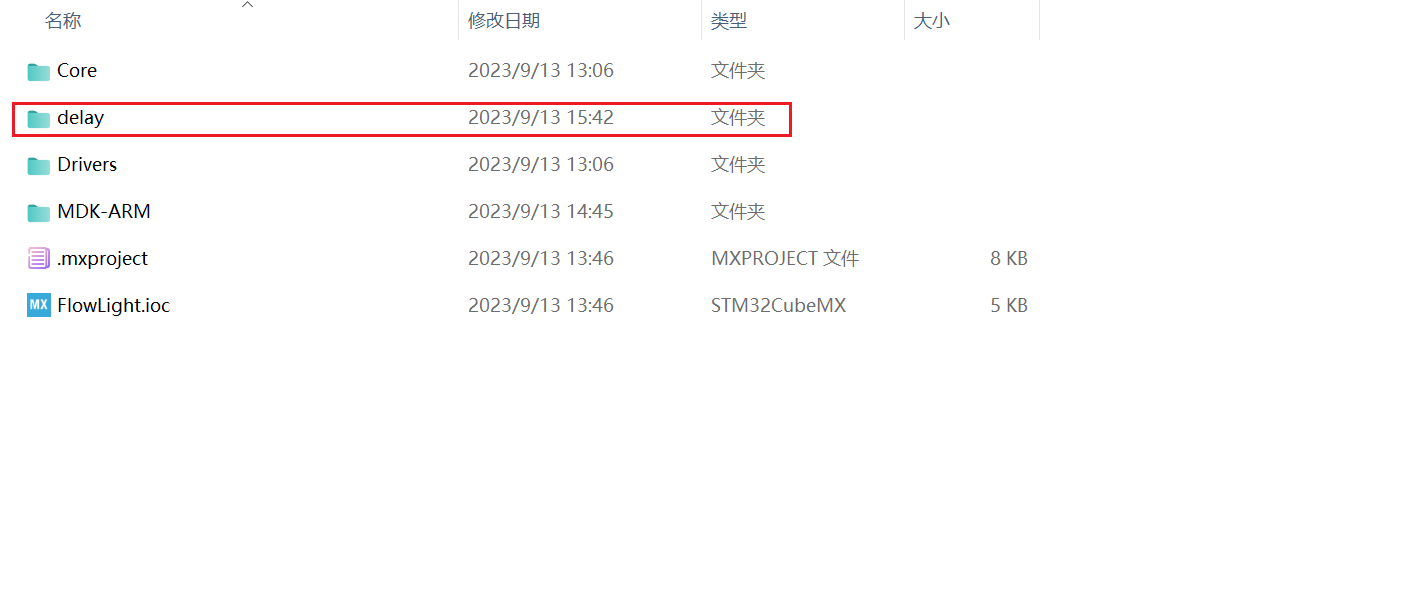 名称 修改日期 类型 大小
Core 2023/9/13 13:06 文件夹
delay 2023/9/13 15:42 文件夹
Drivers 2023/9/13 13:06 文件夹
MDK-ARM 2023/9/13 14:45 文件夹
.mxproject 2023/9/13 13:46 MXPROJECT 文件 8 KB
MX FlowLight.ioc 2023/9/13 13:46 STM32CubeMX 5 KB